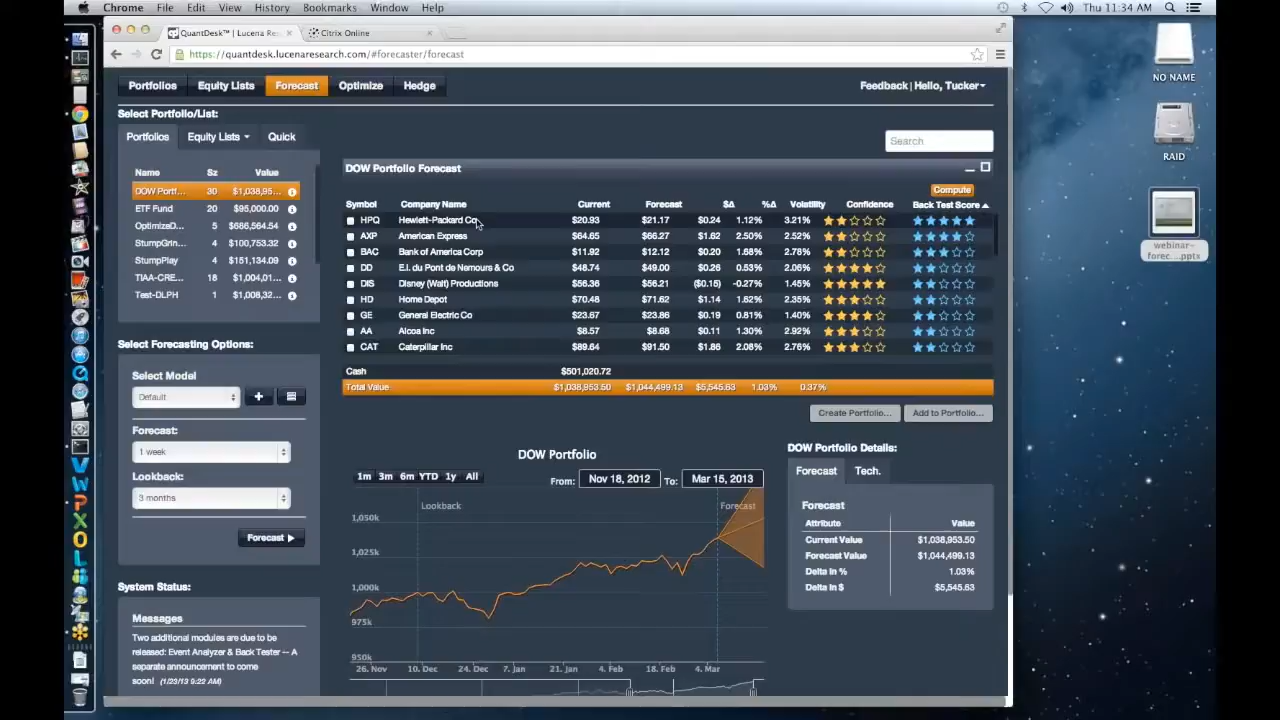 Chrome File Edit View History Bookmarks Window Help Thu 11:34 AM
QuantDesk™ | Lucena Res... Citrix Online
https://quantdesk.lucenaresearch.com/#forecaster/forecast
NO NAME
Portfolios Equity Lists Forecast Optimize Hedge Feedback | Hello, Tucker
Select Portfolio/List:
Portfolios Equity Lists Quick
Search
RAID
DOW Portfolio Forecast
Name Sz Value
DOW Portf... 30 $1,038,95...
ETF Fund 20 $95,000.00
OptimizeD... 5 $686,564.54
StumpGrin... 4 $100,753.32
StumpPlay 4 $151,134.09
TIAA-CRE... 18 $1,004,01...
Test-DLPH 1 $1,006,32...
Compute
Symbol Company Name Current Forecast $Δ %Δ Volatility Confidence Back Test Score
HPQ Hewlett-Packard Co $20.93 $21.17 $0.24 1.12% 3.21%
AXP American Express $64.65 $66.27 $1.62 2.50% 2.52%
BAC Bank of America Corp $11.92 $12.12 $0.20 1.68% 2.78%
DD E.I. du Pont de Nemours & Co $48.74 $49.00 $0.26 0.53% 2.06%
DIS Disney (Walt) Productions $56.36 $56.21 ($0.15) -0.27% 1.45%
HD Home Depot $70.48 $71.62 $1.14 1.62% 2.35%
GE General Electric Co $23.67 $23.86 $0.19 0.81% 1.40%
AA Alcoa Inc $8.57 $8.68 $0.11 1.30% 2.92%
CAT Caterpillar Inc $89.64 $91.50 $1.86 2.08% 2.76%
Cash $501,020.72
Total Value $1,038,953.50 $1,044,499.13 $5,545.63 1.03% 0.37%
webinar-
forec....pptx
Create Portfolio... Add to Portfolio...
Select Forecasting Options:
Select Model
Default
Forecast:
1 week
Lookback:
3 months
Forecast
DOW Portfolio
1m 3m 6m YTD 1y All From: Nov 18, 2012 To: Mar 15, 2013
Lookback Forecast
1,050k
1,025k
1,000k
975k
950k
26. Nov 10. Dec 24. Dec 7. Jan 21. Jan 4. Feb 18. Feb 4. Mar
DOW Portfolio Details:
Forecast Tech.
Forecast
Attribute Value
Current Value $1,038,953.50
Forecast Value $1,044,499.13
Delta in % 1.03%
Delta in $ $5,545.63
System Status:
Messages
Two additional modules are due to be
released: Event Analyzer & Back Tester -- A
separate announcement to come
soon! (1/23/13 9:22 AM)